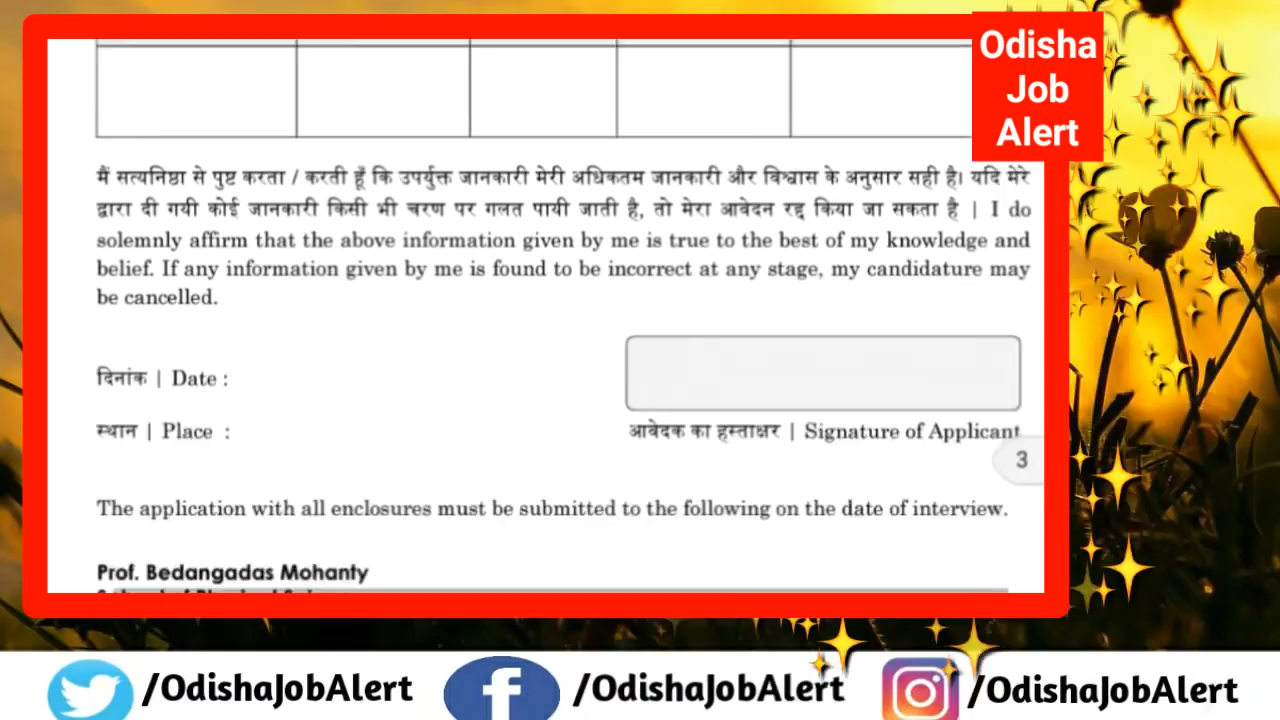 Odisha
Job
Alert
मैं सत्यनिष्ठा से पुष्ट करता / करती हूँ कि उपर्युक्त जानकारी मेरी अधिकतम जानकारी और विश्वास के अनुसार सही है। यदि मेरे
द्वारा दी गयी कोई जानकारी किसी भी चरण पर गलत पायी जाती है, तो मेरा आवेदन रद्द किया जा सकता है | I do
solemnly affirm that the above information given by me is true to the best of my knowledge and
belief. If any information given by me is found to be incorrect at any stage, my candidature may
be cancelled.
दिनांक | Date :
स्थान | Place :
आवेदक का हस्ताक्षर | Signature of Applicant
3
The application with all enclosures must be submitted to the following on the date of interview.
Prof. Bedangadas Mohanty
/OdishaJobAlert /OdishaJobAlert /OdishaJobAlert